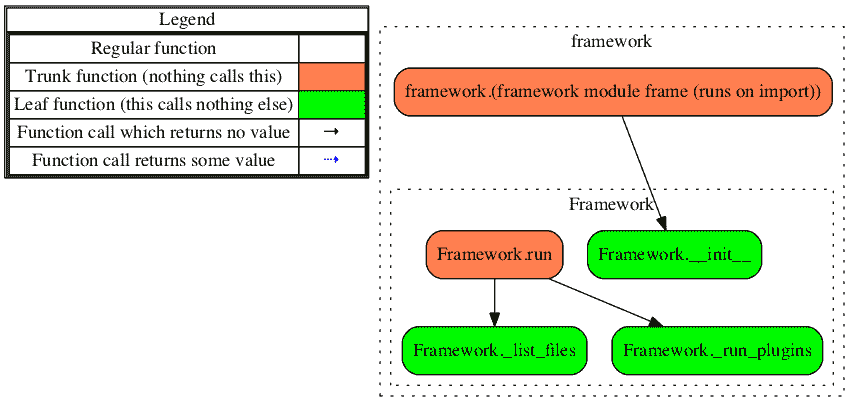 Legend
Regular function
Trunk function (nothing calls this)
Leaf function (this calls nothing else)
Function call which returns no value
Function call returns some value
framework
framework.(framework module frame (runs on import))
Framework
Framework.run
Framework.__init__
Framework._list_files
Framework._run_plugins